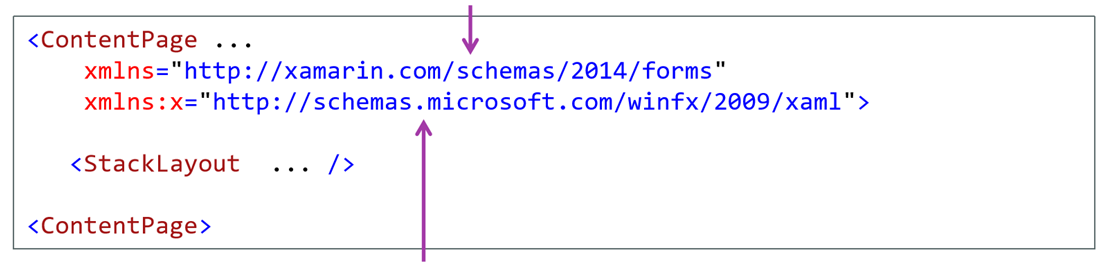 <ContentPage ...
xmlns="http://xamarin.com/schemas/2014/forms"
xmlns:x="http://schemas.microsoft.com/winfx/2009/xaml">
<StackLayout ... />
<ContentPage>